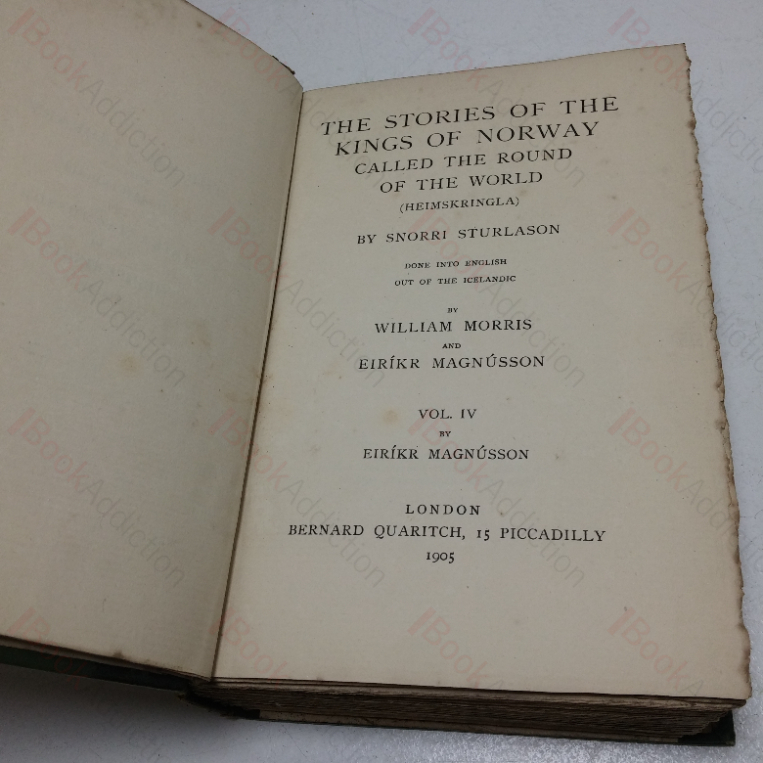 THE STORIES OF THE
KINGS OF NORWAY
CALLED THE ROUND
OF THE WORLD
(HEIMSKRINGLA)
BY SNORRI STURLASON
DONE INTO ENGLISH
OUT OF THE ICELANDIC
BY
WILLIAM MORRIS
AND
EIRÍKR MAGNÚSSON
VOL. IV
BY
EIRÍKR MAGNÚSSON
LONDON
BERNARD QUARITCH, 15 PICCADILLY
1905
BookAddiction